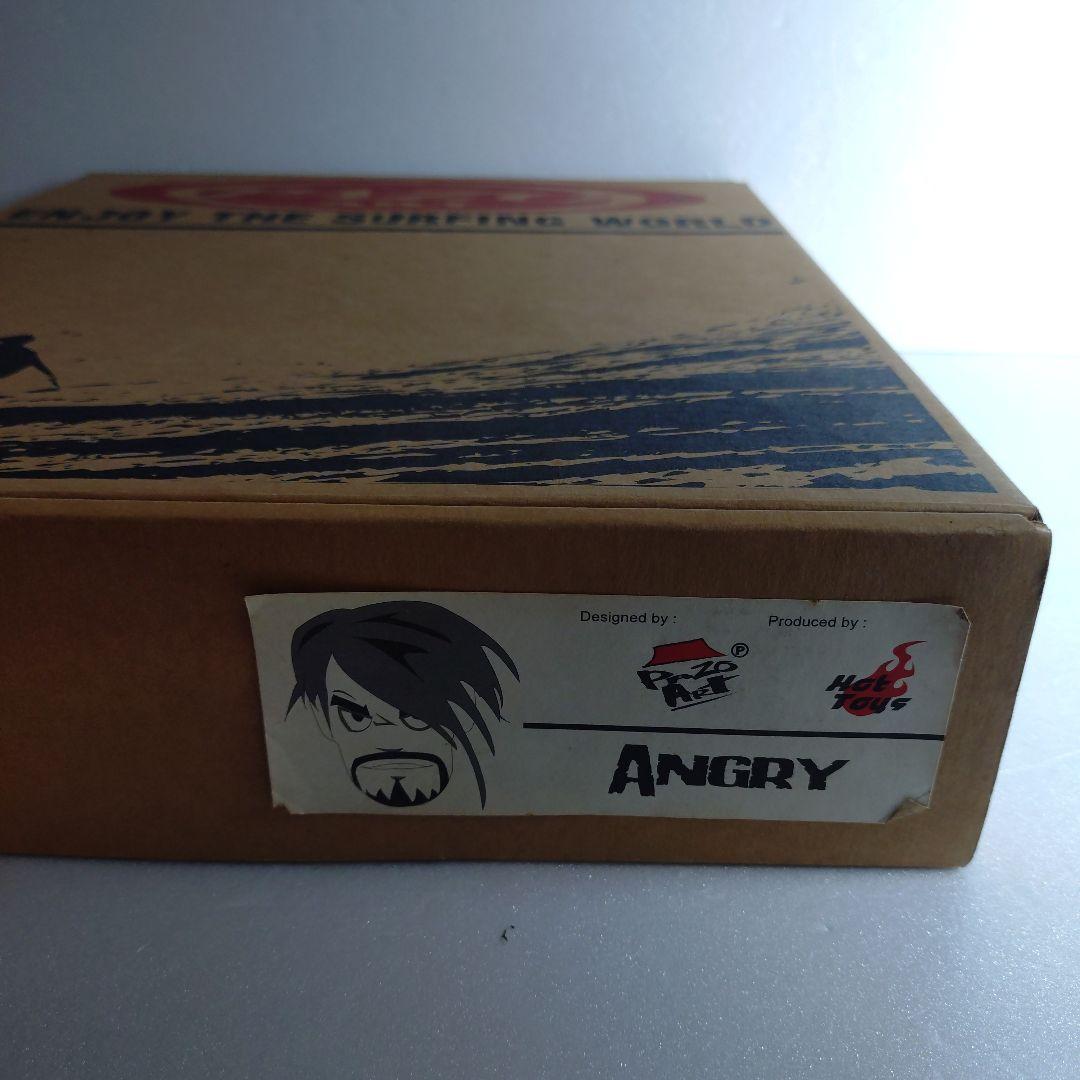 ENJOY THE SURFING WORLD
Designed by :
Produced by :
Hot
Toys
ANGRY